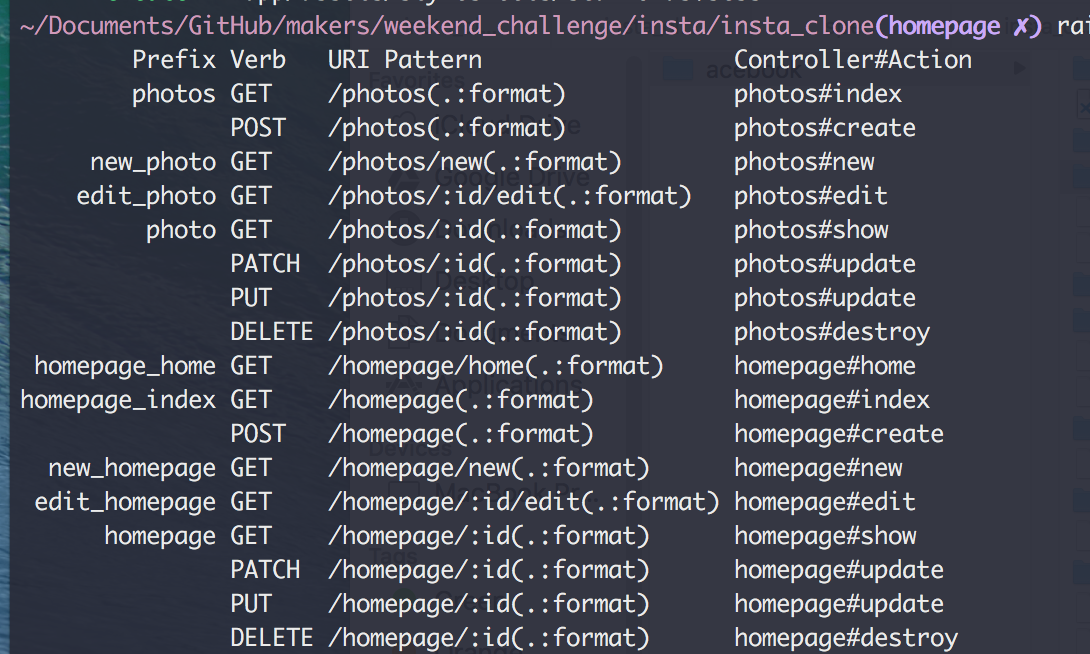 ~/Documents/GitHub/makers/weekend_challenge/insta/insta_clone(homepage ✗)
Prefix Verb URI Pattern Controller#Action
photos GET /photos(.:format) photos#index
POST /photos(.:format) photos#create
new_photo GET /photos/new(.:format) photos#new
edit_photo GET /photos/:id/edit(.:format) photos#edit
photo GET /photos/:id(.:format) photos#show
PATCH /photos/:id(.:format) photos#update
PUT /photos/:id(.:format) photos#update
DELETE /photos/:id(.:format) photos#destroy
homepage_home GET /homepage/home(.:format) homepage#home
homepage_index GET /homepage(.:format) homepage#index
POST /homepage(.:format) homepage#create
new_homepage GET /homepage/new(.:format) homepage#new
edit_homepage GET /homepage/:id/edit(.:format) homepage#edit
homepage GET /homepage/:id(.:format) homepage#show
PATCH /homepage/:id(.:format) homepage#update
PUT /homepage/:id(.:format) homepage#update
DELETE /homepage/:id(.:format) homepage#destroy